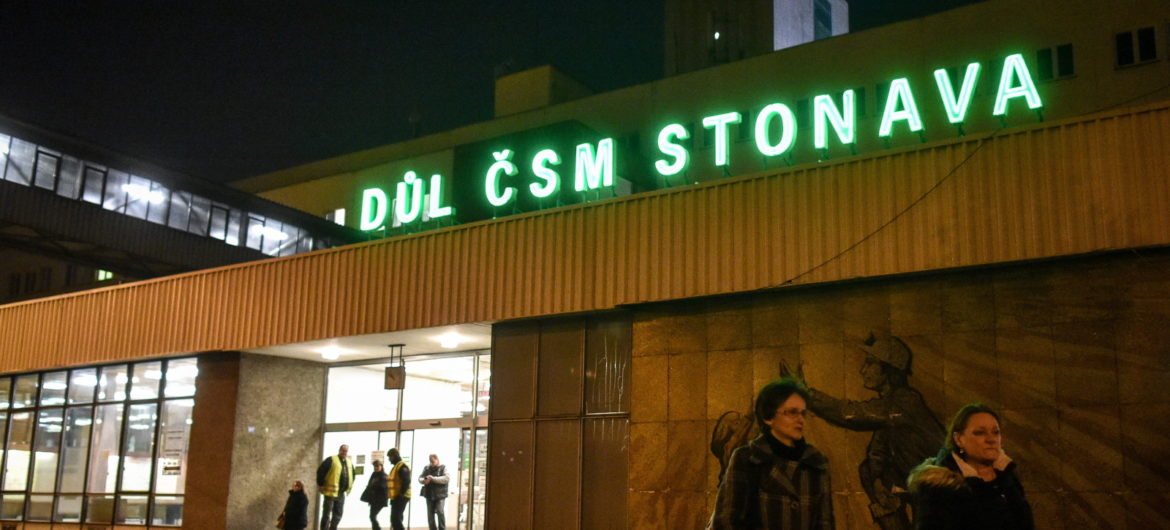 DŮL ČSM STONAVA